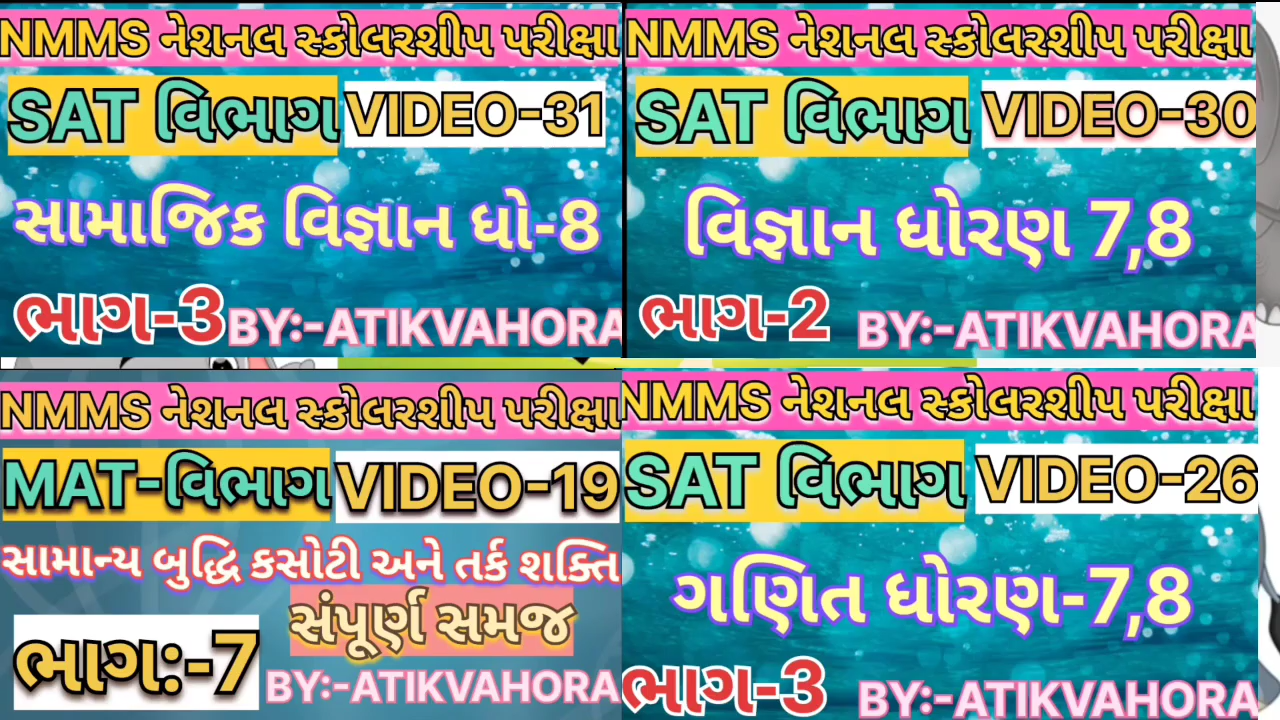 NMMS નેશનલ સ્કોલરશીપ પરીક્ષા
SAT વિભાગ VIDEO-31
સામાજિક વિજ્ઞાન ધો-8
ભાગ-3 BY:-ATIKVAHORA
NMMS નેશનલ સ્કોલરશીપ પરીક્ષા
SAT વિભાગ VIDEO-30
વિજ્ઞાન ધોરણ 7,8
ભાગ-2 BY:-ATIKVAHORA
NMMS નેશનલ સ્કોલરશીપ પરીક્ષા
MAT-વિભાગ VIDEO-19
સામાન્ય બુદ્ધિ કસોટી અને તર્ક શક્તિ
સંપૂર્ણ સમજ
ભાગ:-7 BY:-ATIKVAHORA
NMMS નેશનલ સ્કોલરશીપ પરીક્ષા
SAT વિભાગ VIDEO-26
ગણિત ધોરણ-7,8
ભાગ-3 BY:-ATIKVAHORA